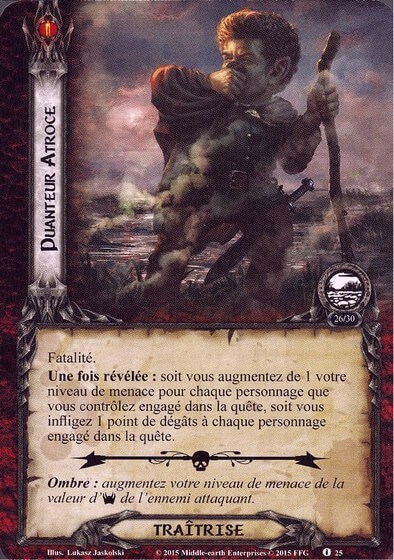 Puanteur Atroce
26/30
Fatalité.
Une fois révélée : soit vous augmentez de 1 votre
niveau de menace pour chaque personnage que
vous contrôlez engagé dans la quête, soit vous
infligez 1 point de dégâts à chaque personnage
engagé dans la quête.
Ombre : augmentez votre niveau de menace de la
valeur d' de l'ennemi attaquant.
TRAÎTRISE
Illus. Lukasz Jaskolski © 2015 Middle-earth Enterprises © 2015 FFG 25